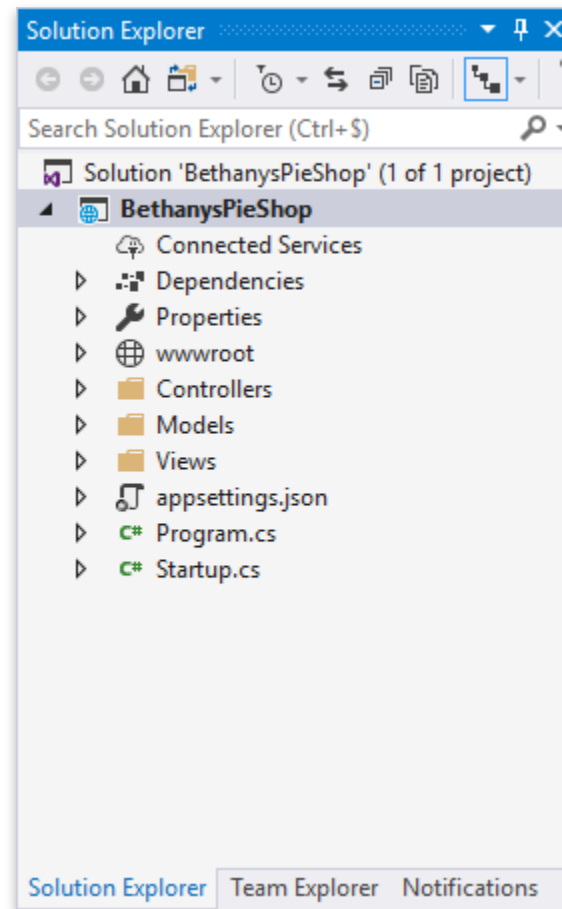 Solution Explorer
Search Solution Explorer (Ctrl+$)
Solution 'BethanysPieShop' (1 of 1 project)
BethanysPieShop
Connected Services
Dependencies
Properties
wwwroot
Controllers
Models
Views
appsettings.json
C# Program.cs
C# Startup.cs
Solution Explorer Team Explorer Notifications